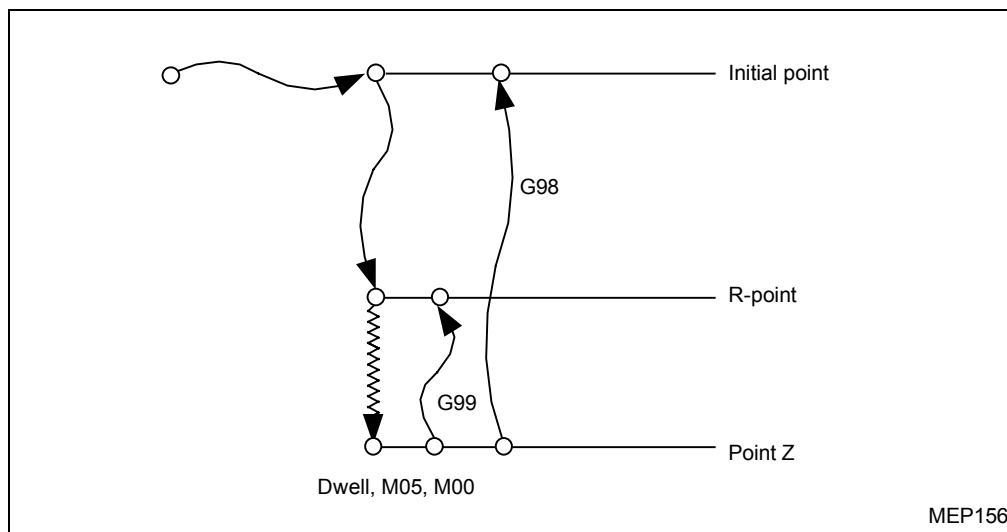 Initial point
G98
R-point
G99
Point Z
Dwell, M05, M00
MEP156